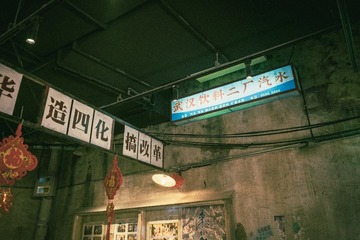 华
造四化
搞改革
武汉饮料二厂汽水